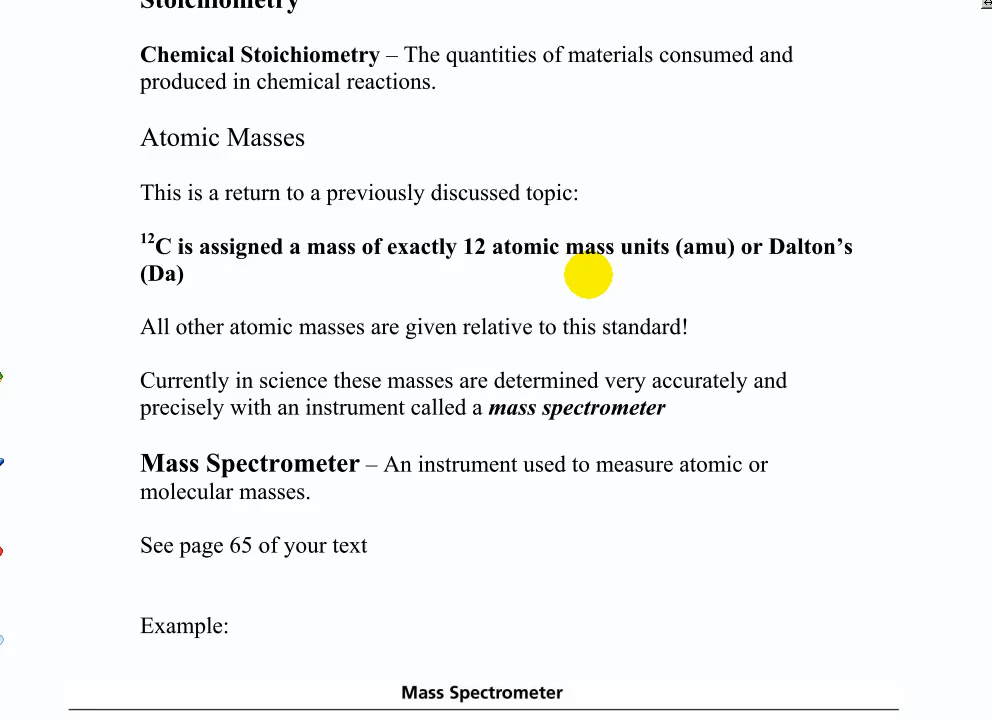 Stoichiometry
Chemical Stoichiometry – The quantities of materials consumed and
produced in chemical reactions.
Atomic Masses
This is a return to a previously discussed topic:
¹²C is assigned a mass of exactly 12 atomic mass units (amu) or Dalton’s
(Da)
All other atomic masses are given relative to this standard!
Currently in science these masses are determined very accurately and
precisely with an instrument called a mass spectrometer
Mass Spectrometer – An instrument used to measure atomic or
molecular masses.
See page 65 of your text
Example:
Mass Spectrometer